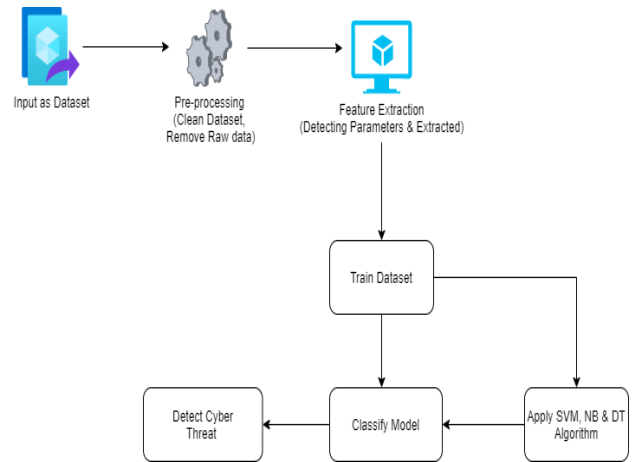 Input as Dataset
Pre-processing
(Clean Dataset,
Remove Raw data)
Feature Extraction
(Detecting Parameters & Extracted)
Train Dataset
Detect Cyber
Threat
Classify Model
Apply SVM, NB & DT
Algorithm